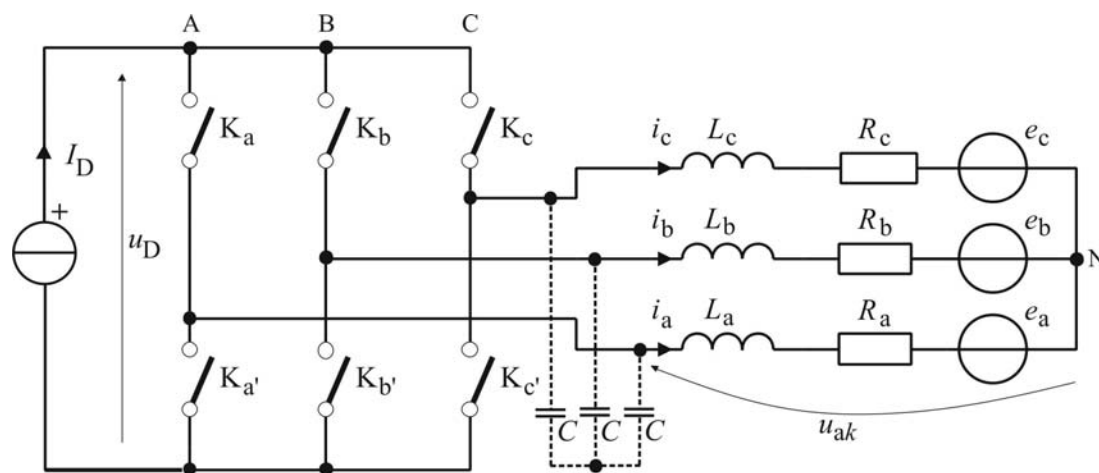 A B C
K_a K_b K_c
i_c L_c R_c e_c
I_D
+
u_D
i_b L_b R_b e_b
N
i_a L_a R_a e_a
K_a' K_b' K_c'
C C C
u_ak